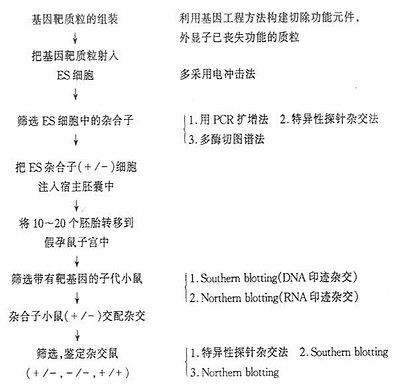 基因靶质粒的组装 利用基因工程方法构建切除功能元件，
外显子已丧失功能的质粒
↓
把基因靶质粒射入
ES细胞 多采用电冲击法
↓
筛选ES细胞中的杂合子 1.用PCR扩增法 2.特异性探针杂交法
3.多酶切图谱法
↓
把ES杂合子(+/-)细胞
注入宿主胚囊中
↓
将10～20个胚胎转移到
假孕鼠子宫中
↓
筛选带有靶基因的子代小鼠 1.Southern blotting(DNA印迹杂交)
2.Northern blotting(RNA印迹杂交)
↓
杂合子小鼠(+/-)交配杂交
↓
筛选，鉴定杂交鼠 1.特异性探针杂交法 2.Southern blotting
(+/-,-/-,+/+) 3.Northern blotting